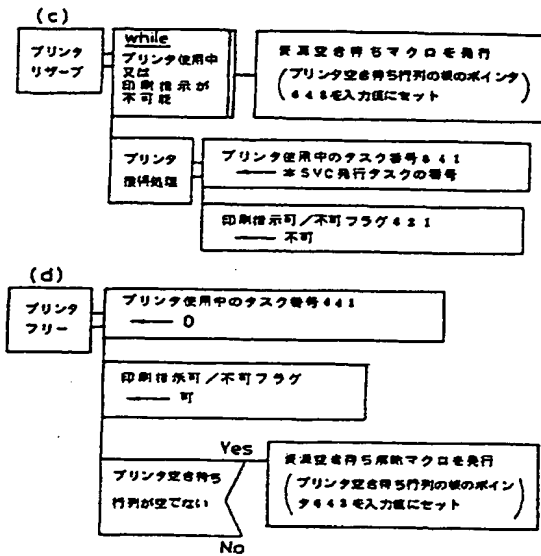 (c)
プリンタ
リザーブ
while
プリンタ使用中
又は
印刷指示が
不可能
資源空き待ちマクロを発行
(プリンタ空き待ち行列の根のポインタ
643を入力値にセット)
プリンタ
獲得処理
プリンタ使用中のタスク番号641
← 本SVC発行タスクの番号
印刷指示可/不可フラグ421
← 不可
(d)
プリンタ
フリー
プリンタ使用中のタスク番号641
← 0
印刷指示可/不可フラグ
← 可
プリンタ空き待ち
行列が空でない
Yes
No
資源空き待ち解除マクロを発行
(プリンタ空き待ち行列の根のポイン
タ643を入力値にセット)